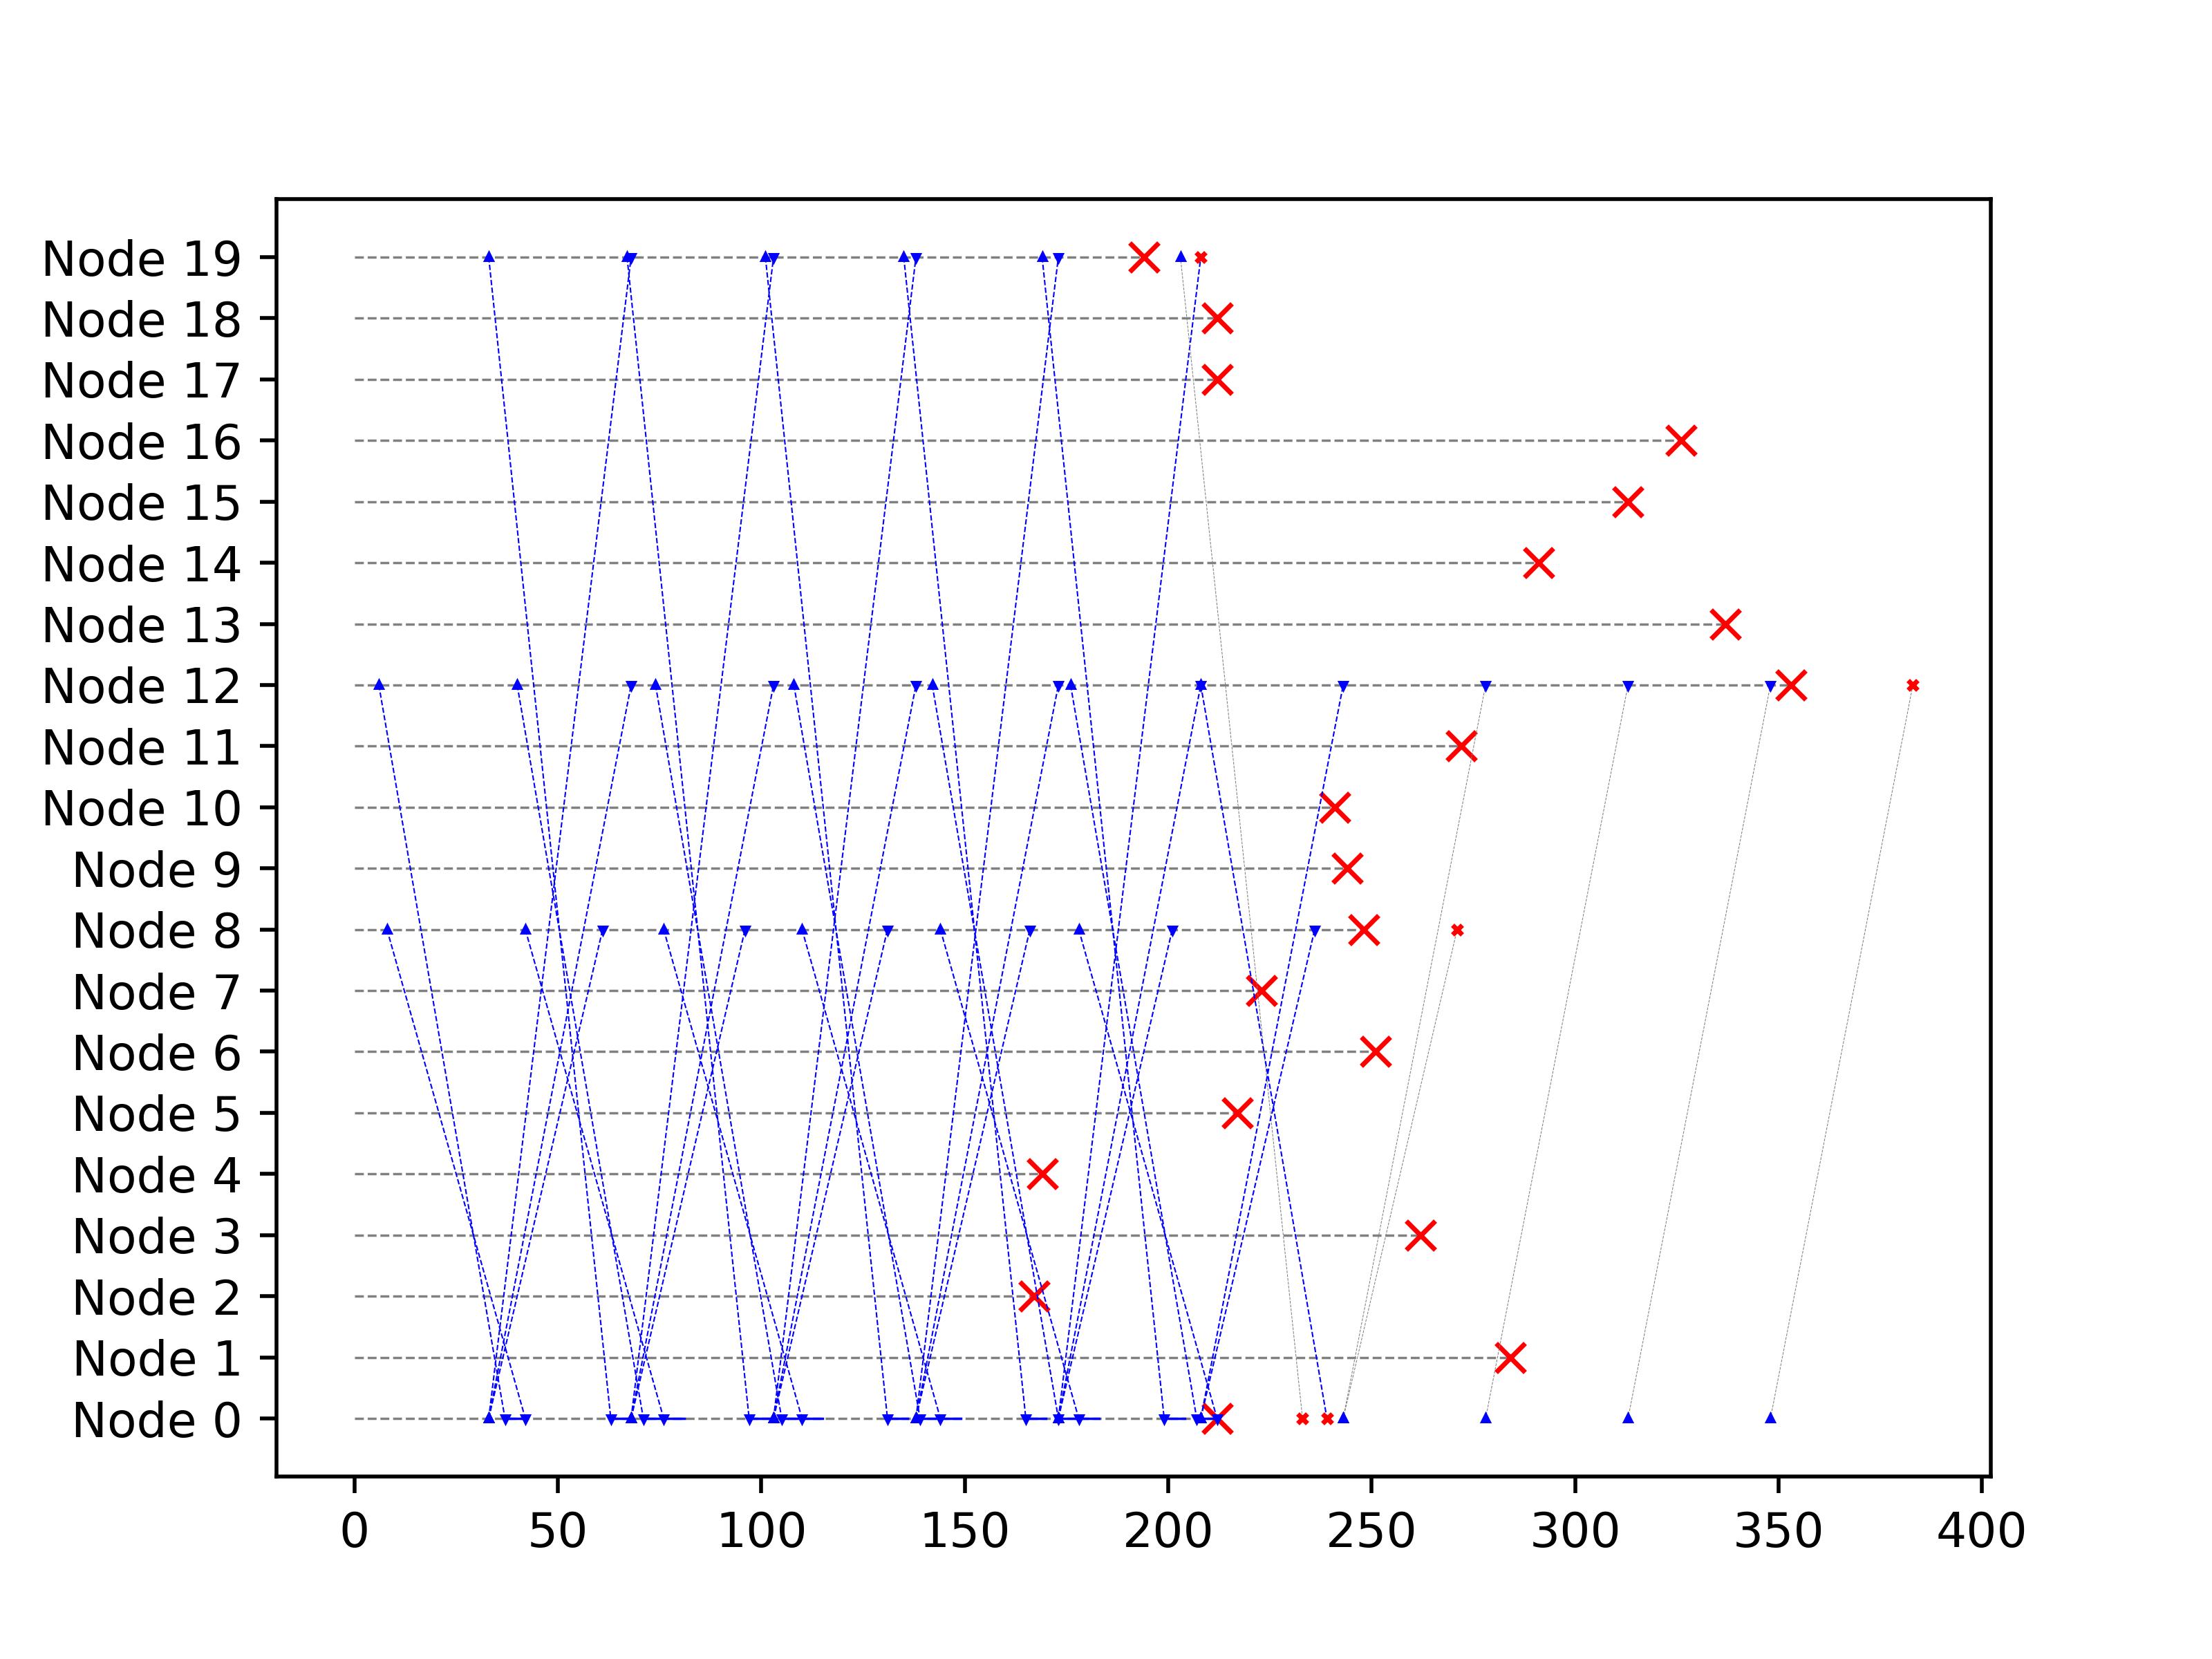 Node 19
Node 18
Node 17
Node 16
Node 15
Node 14
Node 13
Node 12
Node 11
Node 10
Node 9
Node 8
Node 7
Node 6
Node 5
Node 4
Node 3
Node 2
Node 1
Node 0
0 50 100 150 200 250 300 350 400